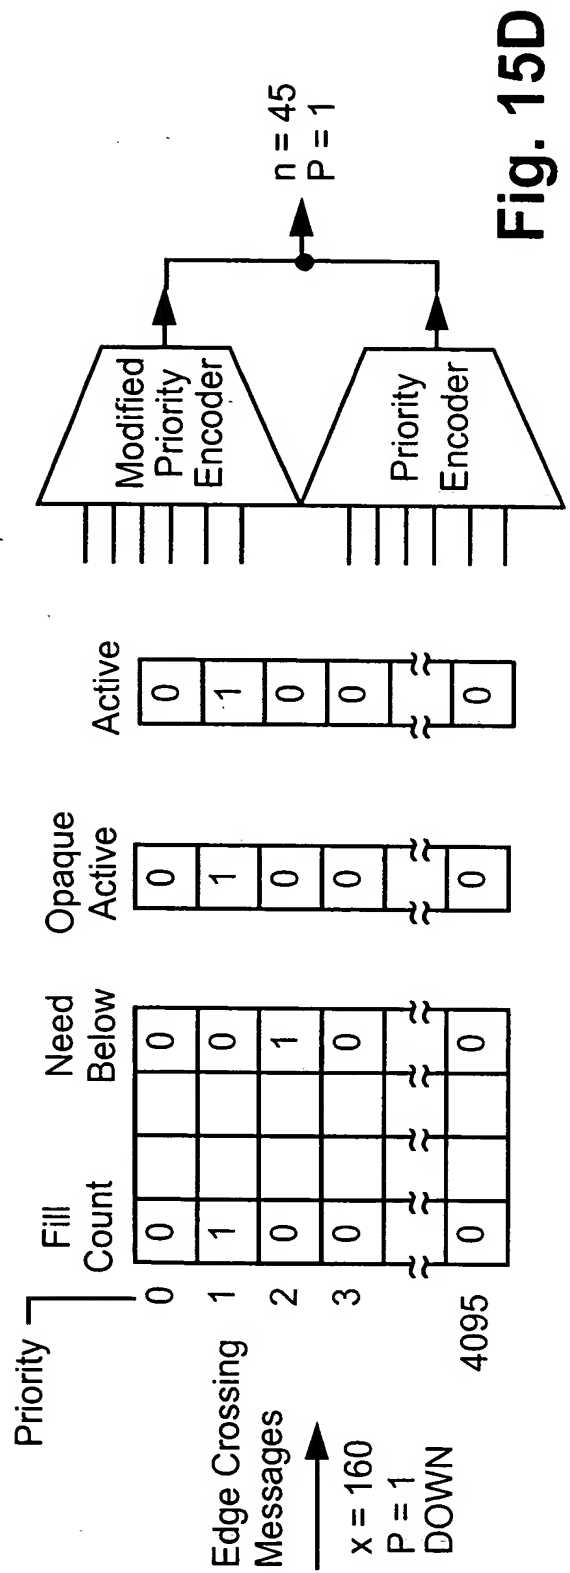 Priority
Edge Crossing
Messages
x = 160
P = 1
DOWN
Fill
Count
Need
Below
Opaque
Active
Active
0 0 0 0 0
1 1 0 1 1
2 0 1 0 0
3 0 0 0 0
4095 0 0 0 0
Modified
Priority
Encoder
Priority
Encoder
n = 45
P = 1
Fig. 15D